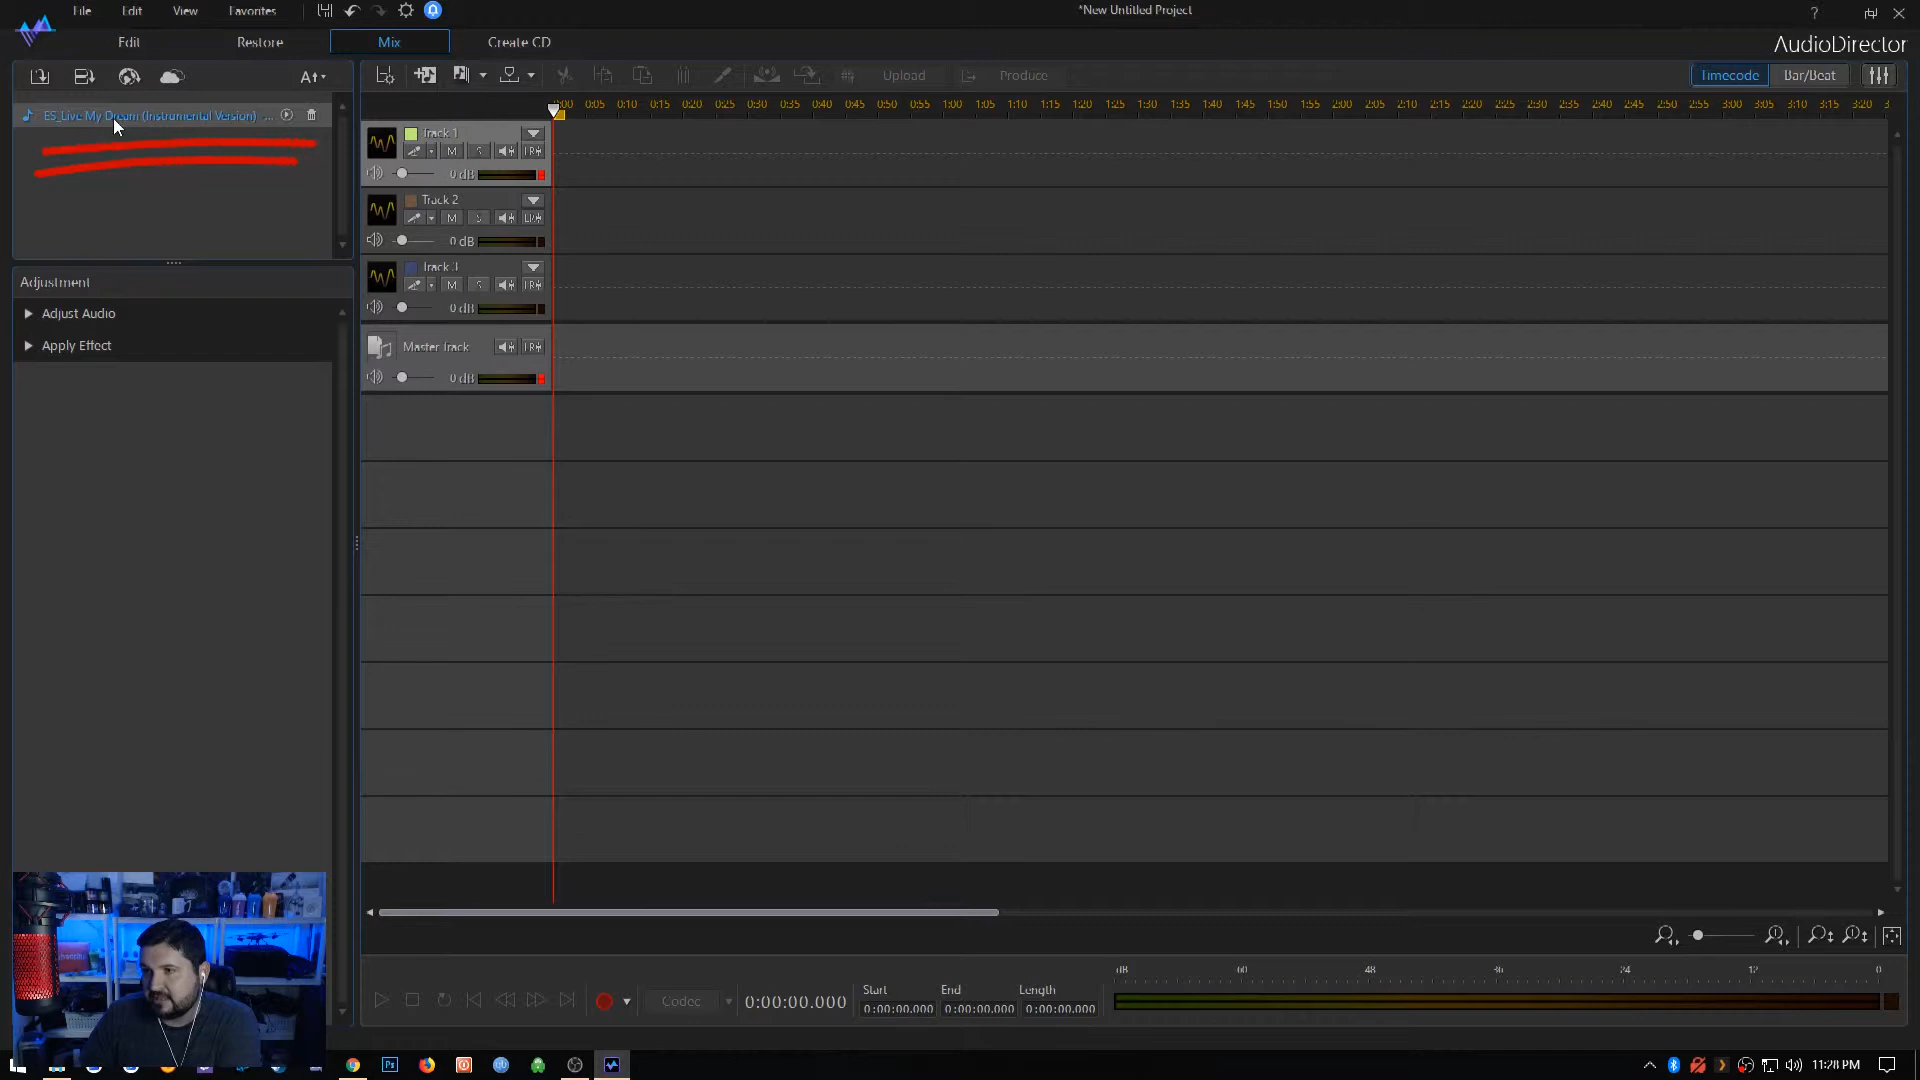 File Edit View Favorites
*New Untitled Project
?
Edit Restore Mix Create CD
AudioDirector
Upload Produce
Timecode Bar/Beat
ES_Live My Dream (Instrumental Version) ...
0:05 0:10 0:15 0:20 0:25 0:30 0:35 0:40 0:45 0:50 0:55 1:00 1:05 1:10 1:15 1:20 1:25 1:30 1:35 1:40 1:45 1:50 1:55 2:00 2:05 2:10 2:15 2:20 2:25 2:30 2:35 2:40 2:45 2:50 2:55 3:00 3:05 3:10 3:15 3:20 3
Track 1
M S
0 dB
Track 2
M S
0 dB
Track 3
M S
0 dB
Master Track
0 dB
Adjustment
Adjust Audio
Apply Effect
Codec
0:00:00.000
Start End Length
0:00:00.000 0:00:00.000 0:00:00.000
dB 60 48 36 24 12 0
Ps
11:28 PM